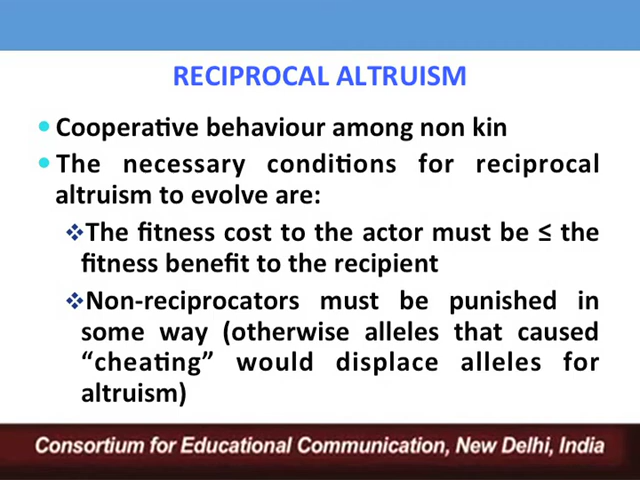 RECIPROCAL ALTRUISM
• Cooperative behaviour among non kin
• The necessary conditions for reciprocal
altruism to evolve are:
❖The fitness cost to the actor must be ≤ the
fitness benefit to the recipient
❖Non-reciprocators must be punished in
some way (otherwise alleles that caused
“cheating” would displace alleles for
altruism)
Consortium for Educational Communication, New Delhi, India